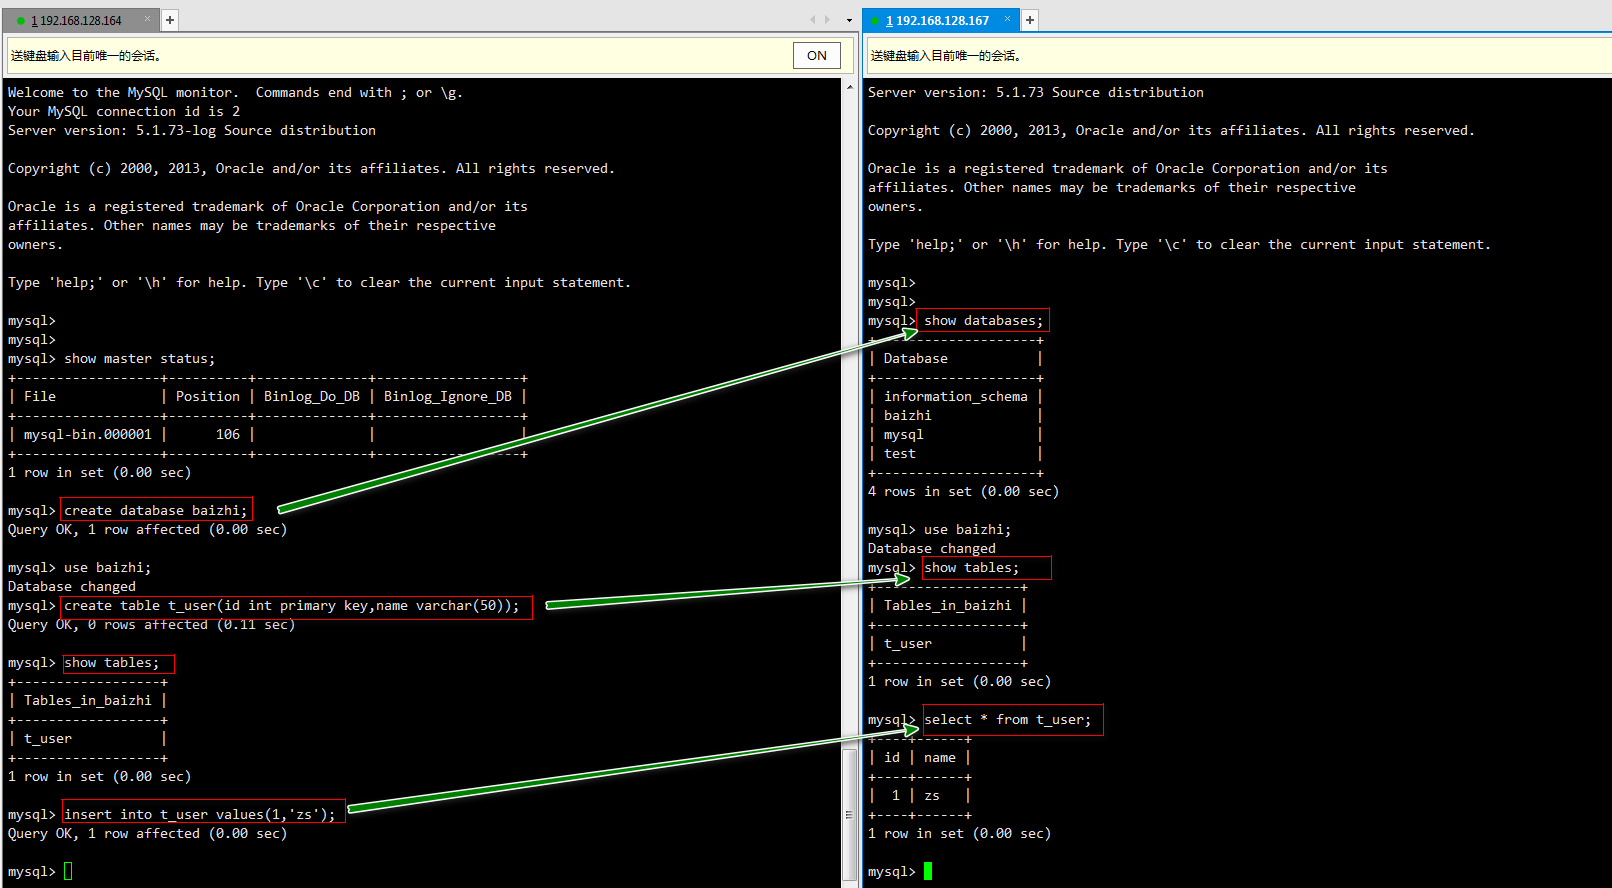 1 192.168.128.164
送键盘输入目前唯一的会话。
ON
Welcome to the MySQL monitor.  Commands end with ; or \g.
Your MySQL connection id is 2
Server version: 5.1.73-log Source distribution
Copyright (c) 2000, 2013, Oracle and/or its affiliates. All rights reserved.
Oracle is a registered trademark of Oracle Corporation and/or its
affiliates. Other names may be trademarks of their respective
owners.
Type 'help;' or '\h' for help. Type '\c' to clear the current input statement.
mysql>
mysql>
mysql> show master status;
+------------------+----------+--------------+------------------+
| File             | Position | Binlog_Do_DB | Binlog_Ignore_DB |
+------------------+----------+--------------+------------------+
| mysql-bin.000001 |      106 |              |                  |
+------------------+----------+--------------+------------------+
1 row in set (0.00 sec)
mysql> create database baizhi;
Query OK, 1 row affected (0.00 sec)
mysql> use baizhi;
Database changed
mysql> create table t_user(id int primary key,name varchar(50));
Query OK, 0 rows affected (0.11 sec)
mysql> show tables;
+------------------+
| Tables_in_baizhi |
+------------------+
| t_user           |
+------------------+
1 row in set (0.00 sec)
mysql> insert into t_user values(1,'zs');
Query OK, 1 row affected (0.00 sec)
mysql>
1 192.168.128.167
送键盘输入目前唯一的会话。
Server version: 5.1.73 Source distribution
Copyright (c) 2000, 2013, Oracle and/or its affiliates. All rights reserved.
Oracle is a registered trademark of Oracle Corporation and/or its
affiliates. Other names may be trademarks of their respective
owners.
Type 'help;' or '\h' for help. Type '\c' to clear the current input statement.
mysql>
mysql>
mysql> show databases;
+--------------------+
| Database           |
+--------------------+
| information_schema |
| baizhi             |
| mysql              |
| test               |
+--------------------+
4 rows in set (0.00 sec)
mysql> use baizhi;
Database changed
mysql> show tables;
+------------------+
| Tables_in_baizhi |
+------------------+
| t_user           |
+------------------+
1 row in set (0.00 sec)
mysql> select * from t_user;
+----+------+
| id | name |
+----+------+
|  1 | zs   |
+----+------+
1 row in set (0.00 sec)
mysql>